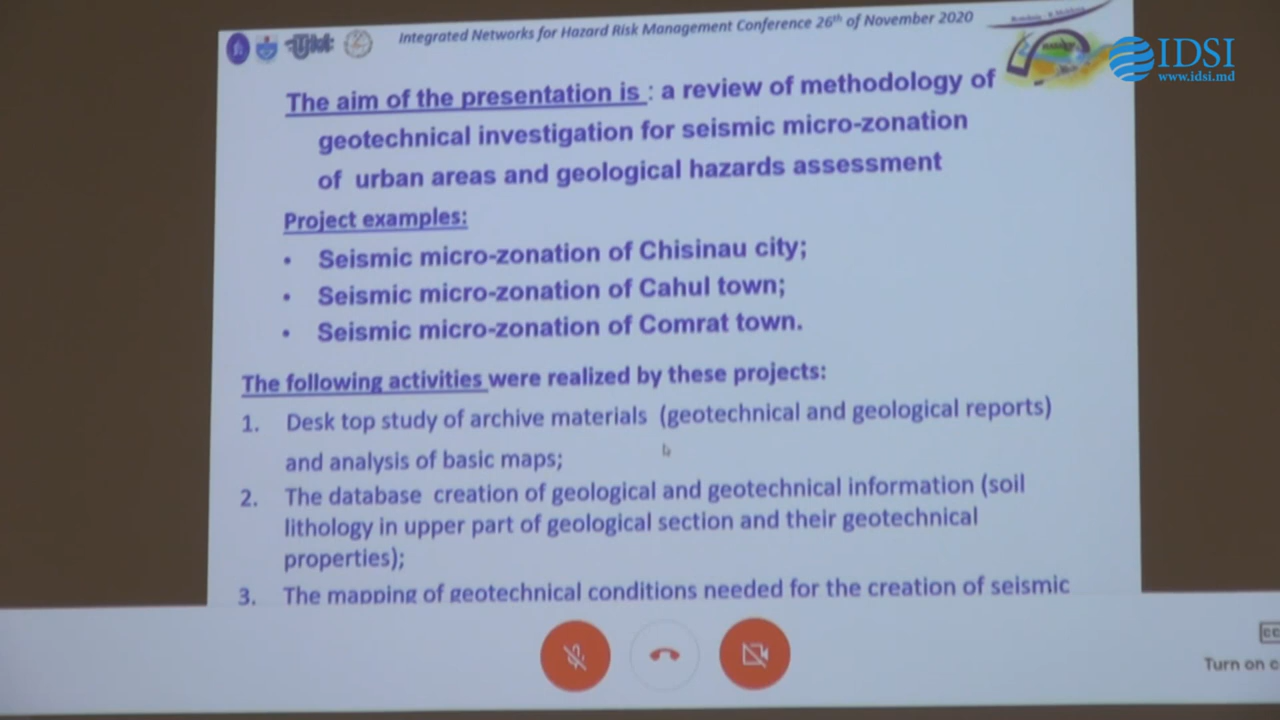 Integrated Networks for Hazard Risk Management Conference 26th of November 2020
IDSI
www.idsi.md
The aim of the presentation is : a review of methodology of
geotechnical investigation for seismic micro-zonation
of urban areas and geological hazards assessment
Project examples:
• Seismic micro-zonation of Chisinau city;
• Seismic micro-zonation of Cahul town;
• Seismic micro-zonation of Comrat town.
The following activities were realized by these projects:
1. Desk top study of archive materials (geotechnical and geological reports)
and analysis of basic maps;
2. The database creation of geological and geotechnical information (soil
lithology in upper part of geological section and their geotechnical
properties);
3. The mapping of geotechnical conditions needed for the creation of seismic
Turn on c